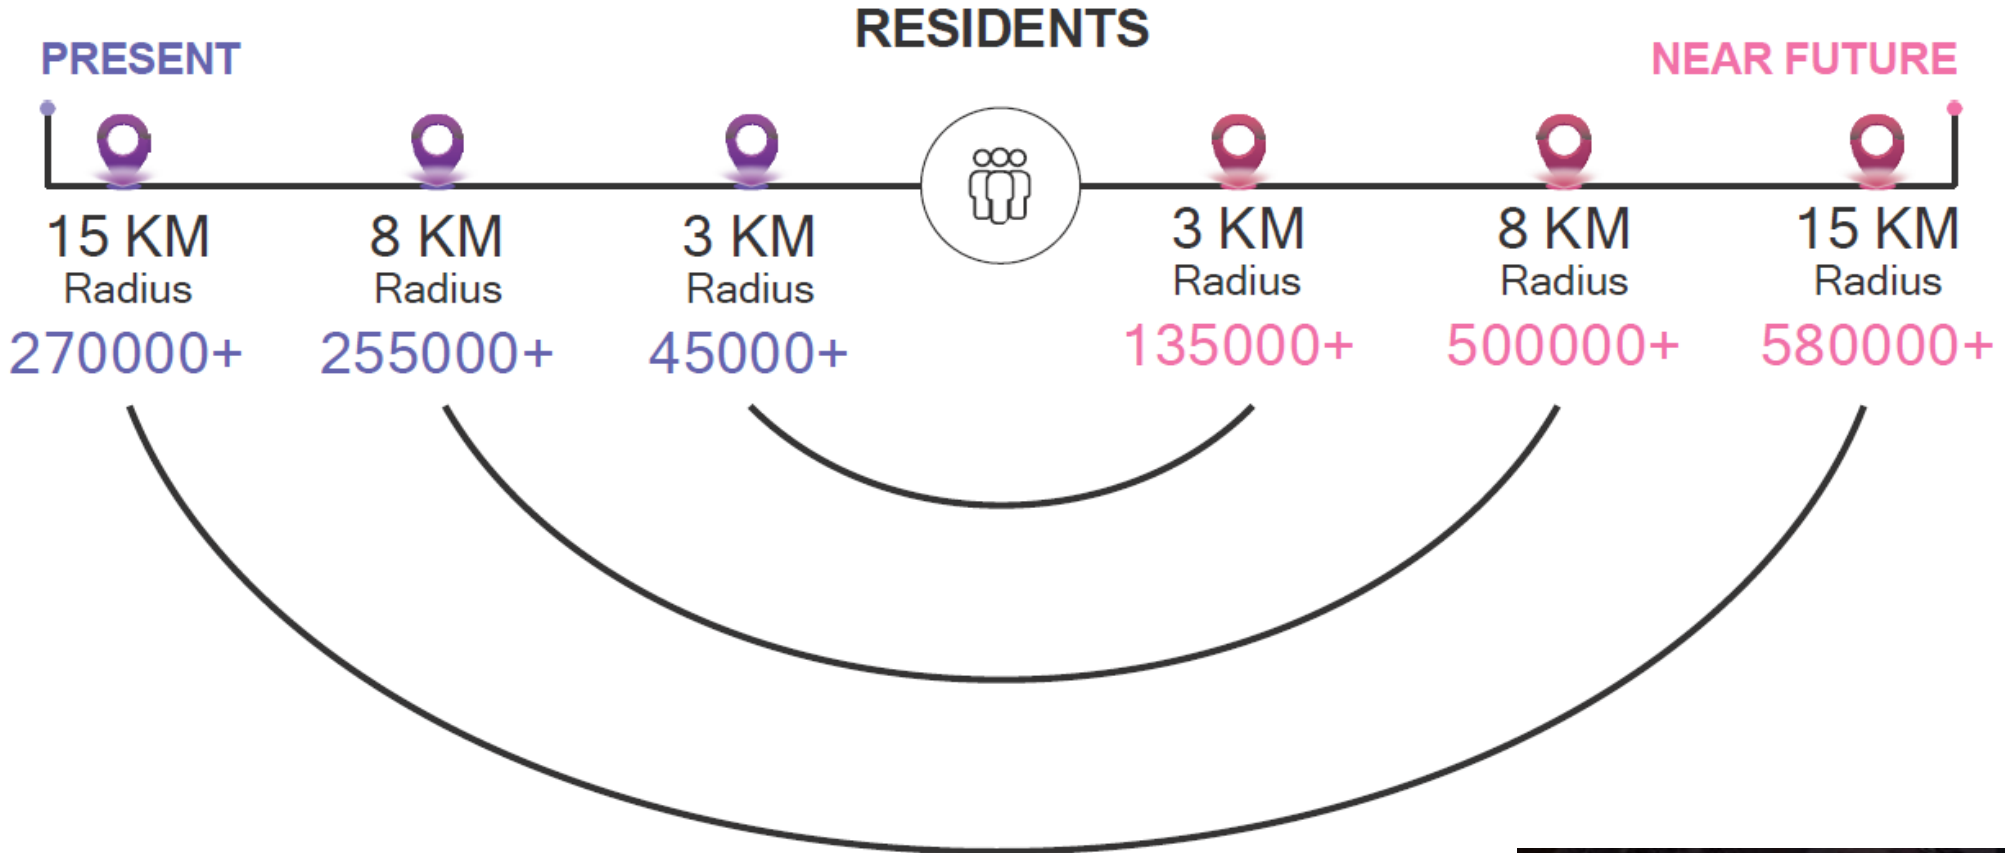 RESIDENTS
PRESENT
NEAR FUTURE
15 KM
Radius
270000+
8 KM
Radius
255000+
3 KM
Radius
45000+
3 KM
Radius
135000+
8 KM
Radius
500000+
15 KM
Radius
580000+